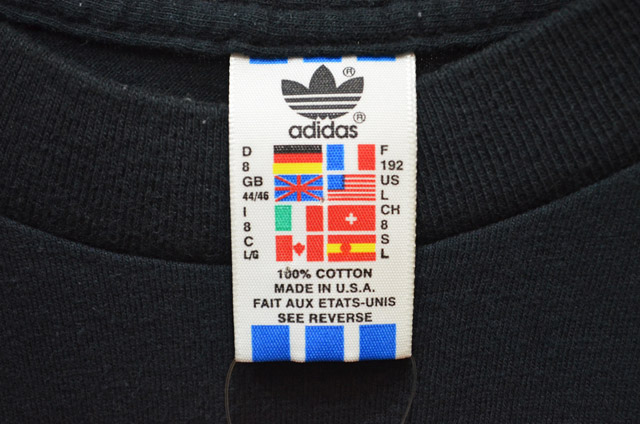 ®
adidas®
D 8 F 192
GB 44/46 US L
I 8 CH 8
C L/G S L
100% COTTON
MADE IN U.S.A.
FAIT AUX ETATS-UNIS
SEE REVERSE